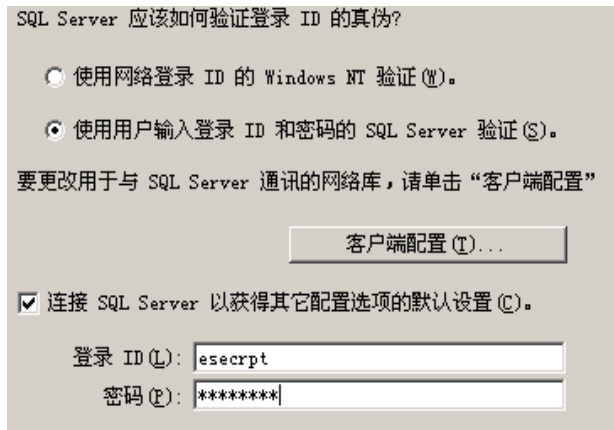 SQL Server 应该如何验证登录 ID 的真伪?
使用网络登录 ID 的 Windows NT 验证(W)。
使用用户输入登录 ID 和密码的 SQL Server 验证(S)。
要更改用于与 SQL Server 通讯的网络库，请单击“客户端配置”
客户端配置(T)...
连接 SQL Server 以获得其它配置选项的默认设置(C)。
登录 ID(L): esecrpt
密码(P): ********